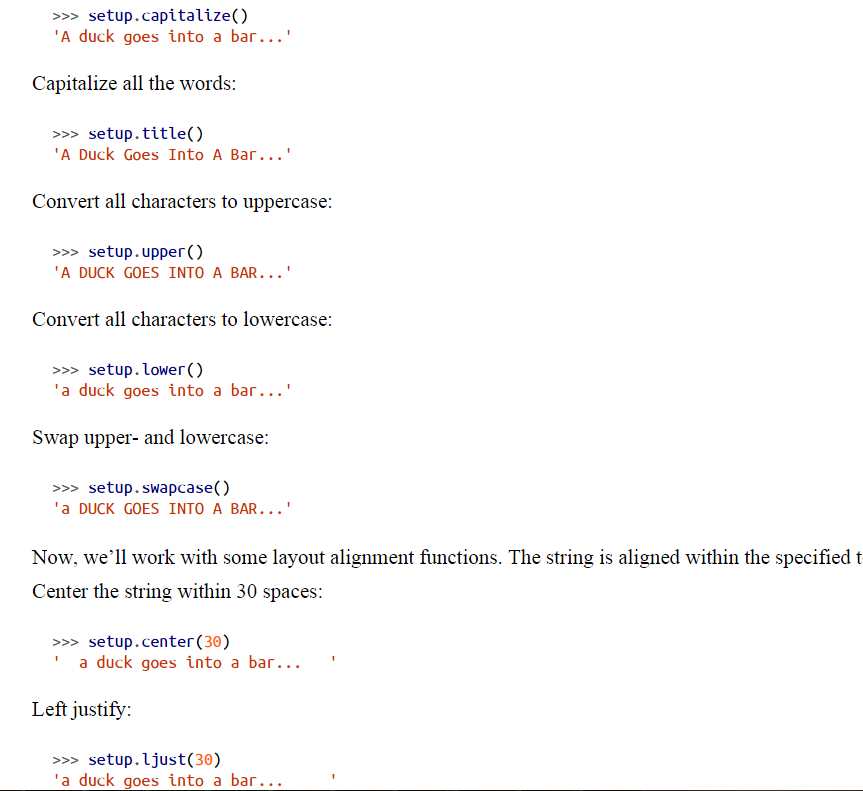 >>> setup.capitalize()
'A duck goes into a bar...'
Capitalize all the words:
>>> setup.title()
'A Duck Goes Into A Bar...'
Convert all characters to uppercase:
>>> setup.upper()
'A DUCK GOES INTO A BAR...'
Convert all characters to lowercase:
>>> setup.lower()
'a duck goes into a bar...'
Swap upper- and lowercase:
>>> setup.swapcase()
'a DUCK GOES INTO A BAR...'
Now, we’ll work with some layout alignment functions. The string is aligned within the specified t
Center the string within 30 spaces:
>>> setup.center(30)
'  a duck goes into a bar...   '
Left justify:
>>> setup.ljust(30)
'a duck goes into a bar...     '